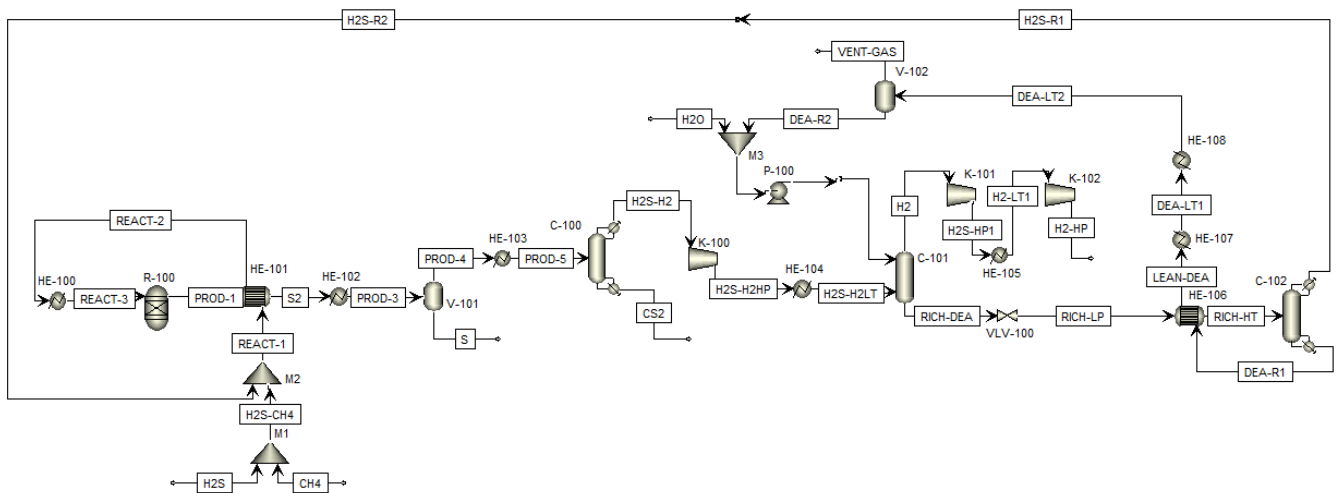 H2S-R2
H2S-R1
VENT-GAS
V-102
DEA-LT2
H2O
DEA-R2
M3
HE-108
P-100
K-101
H2-LT1
K-102
H2
DEA-LT1
H2S-H2
C-100
REACT-2
HE-103
PROD-4
PROD-5
K-100
H2S-HP1
H2-HP
HE-107
HE-105
C-101
LEAN-DEA
C-102
HE-100
R-100
HE-101
HE-102
REACT-3
PROD-1
S2
PROD-3
V-101
HE-104
H2S-H2HP
H2S-H2LT
HE-106
RICH-HT
RICH-DEA
RICH-LP
VLV-100
S
CS2
REACT-1
DEA-R1
M2
H2S-CH4
M1
H2S
CH4